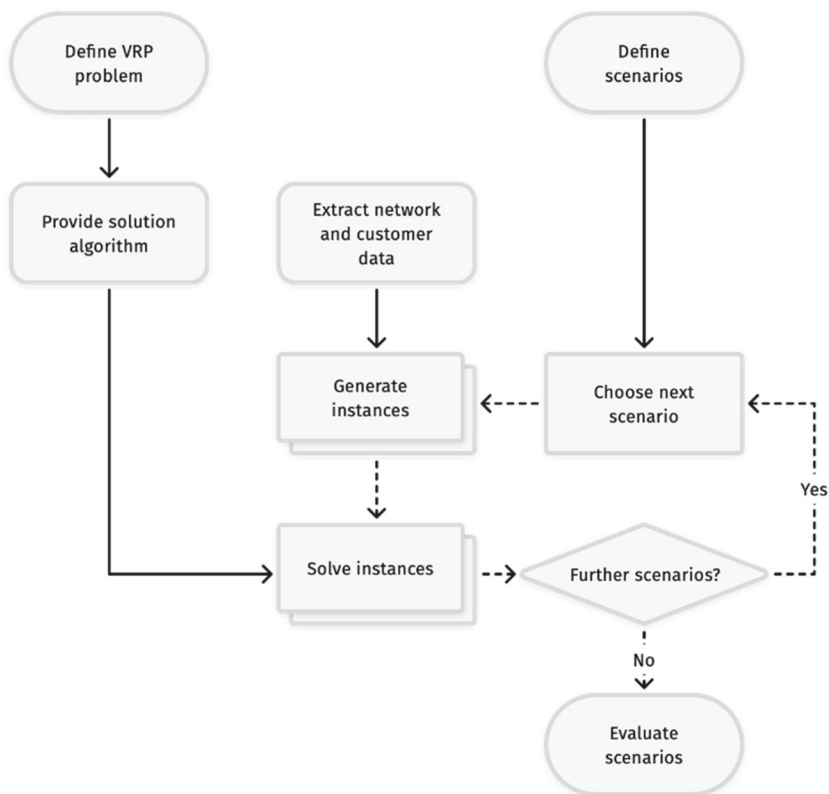 Define VRP
problem
Define
scenarios
Provide solution
algorithm
Extract network
and customer
data
Generate
instances
Choose next
scenario
Yes
Solve instances
Further scenarios?
No
Evaluate
scenarios